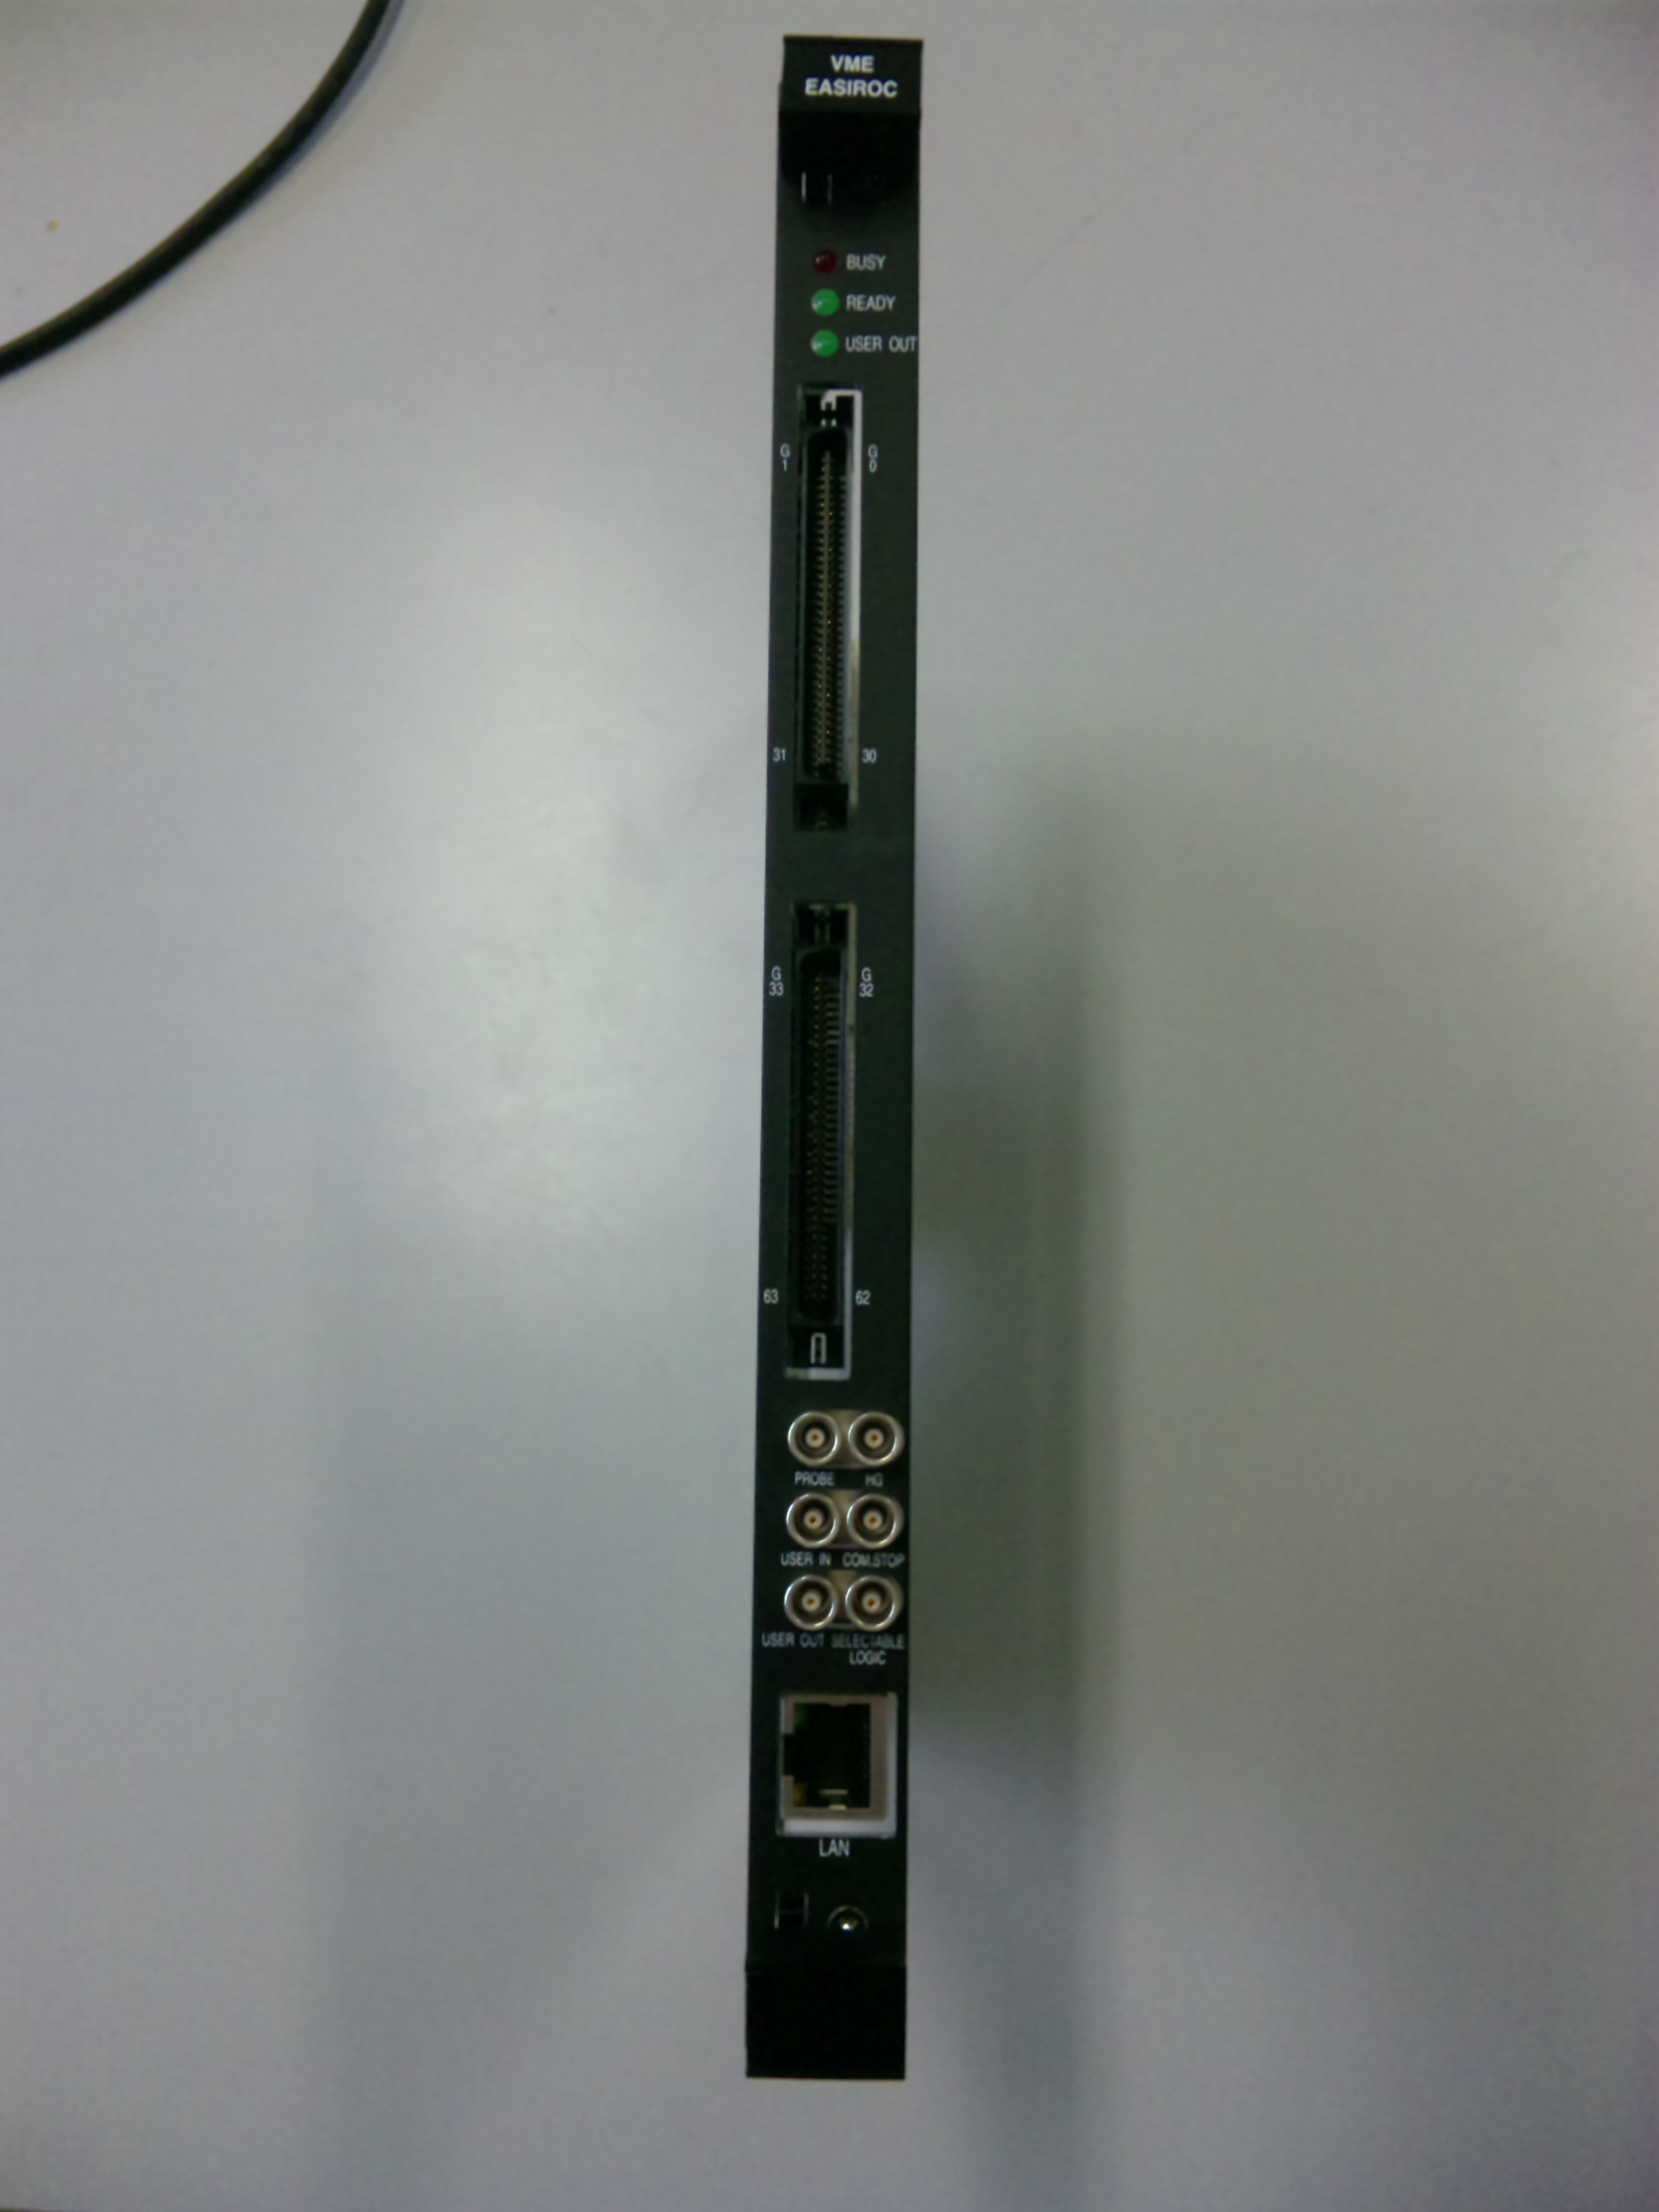 VME
EASIROC
BUSY
READY
USER OUT
G G
1 0
31 30
G G
33 32
63 62
PROBE HG
USER IN COM.STOP
USER OUT SELECTABLE
LOGIC
LAN